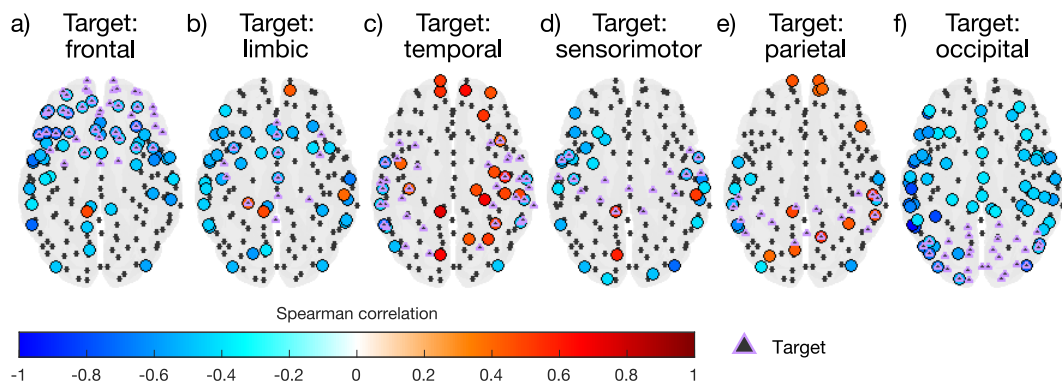 a) Target: frontal
b) Target: limbic
c) Target: temporal
d) Target: sensorimotor
e) Target: parietal
f) Target: occipital
Spearman correlation
-1 -0.8 -0.6 -0.4 -0.2 0 0.2 0.4 0.6 0.8 1
Target